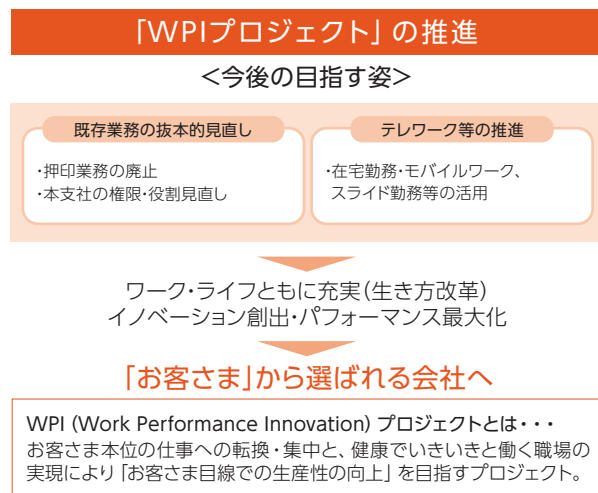 「WPIプロジェクト」の推進
＜今後の目指す姿＞
既存業務の抜本的見直し
・押印業務の廃止
・本支社の権限・役割見直し
テレワーク等の推進
・在宅勤務・モバイルワーク、
スライド勤務等の活用
ワーク・ライフともに充実（生き方改革）
イノベーション創出・パフォーマンス最大化
「お客さま」から選ばれる会社へ
WPI (Work Performance Innovation) プロジェクトとは・・・
お客さま本位の仕事への転換・集中と、健康でいきいきと働く職場の
実現により「お客さま目線での生産性の向上」を目指すプロジェクト。